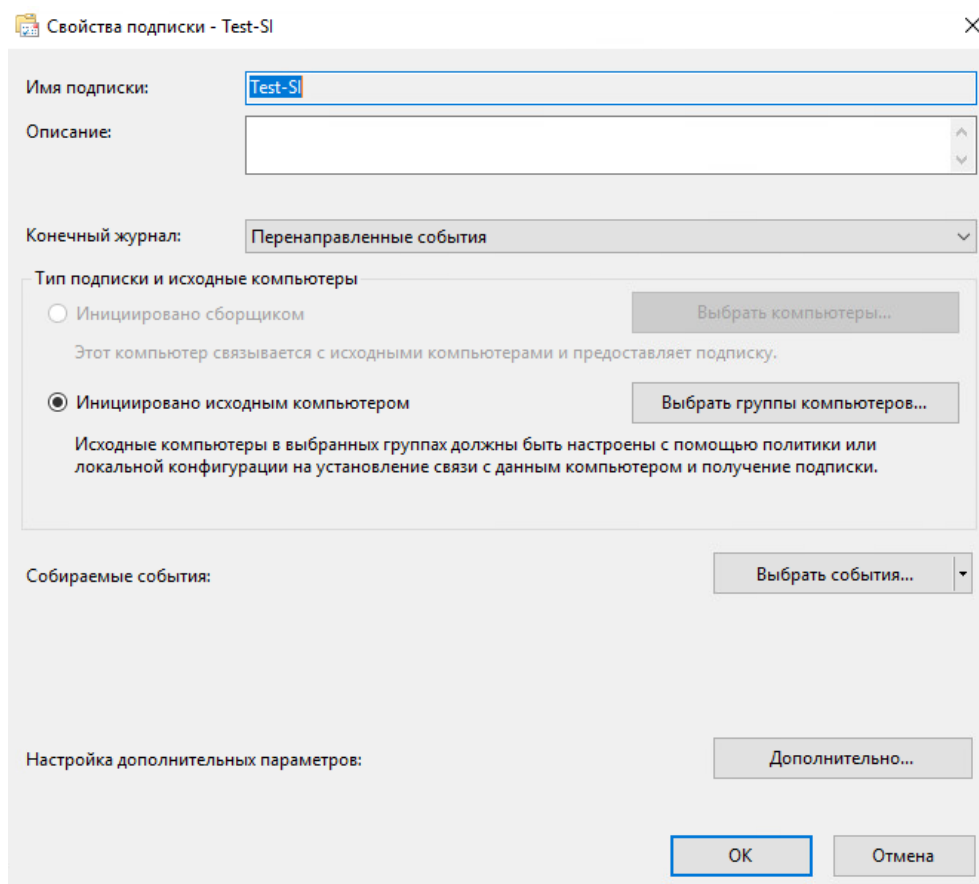 Свойства подписки - Test-SI
Имя подписки:
Test-SI
Описание:
Конечный журнал:
Перенаправленные события
Тип подписки и исходные компьютеры
Инициировано сборщиком
Выбрать компьютеры...
Этот компьютер связывается с исходными компьютерами и предоставляет подписку.
Инициировано исходным компьютером
Выбрать группы компьютеров...
Исходные компьютеры в выбранных группах должны быть настроены с помощью политики или
локальной конфигурации на установление связи с данным компьютером и получение подписки.
Собираемые события:
Выбрать события...
Настройка дополнительных параметров:
Дополнительно...
ОК
Отмена